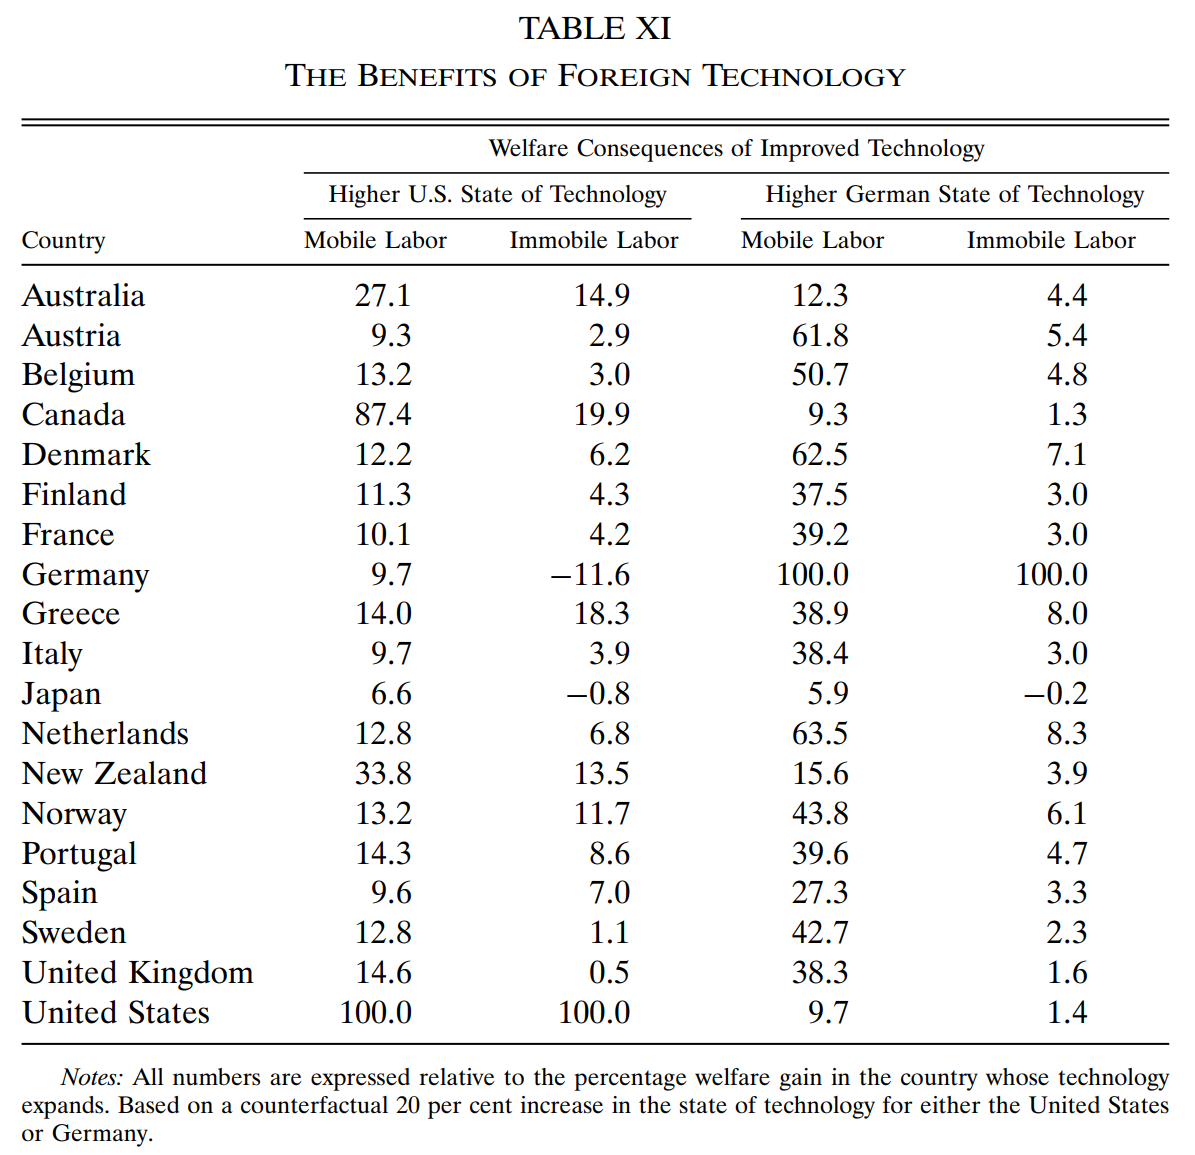 TABLE XI
THE BENEFITS OF FOREIGN TECHNOLOGY
Welfare Consequences of Improved Technology
Higher U.S. State of Technology Higher German State of Technology
Country Mobile Labor Immobile Labor Mobile Labor Immobile Labor
Australia 27.1 14.9 12.3 4.4
Austria 9.3 2.9 61.8 5.4
Belgium 13.2 3.0 50.7 4.8
Canada 87.4 19.9 9.3 1.3
Denmark 12.2 6.2 62.5 7.1
Finland 11.3 4.3 37.5 3.0
France 10.1 4.2 39.2 3.0
Germany 9.7 −11.6 100.0 100.0
Greece 14.0 18.3 38.9 8.0
Italy 9.7 3.9 38.4 3.0
Japan 6.6 −0.8 5.9 −0.2
Netherlands 12.8 6.8 63.5 8.3
New Zealand 33.8 13.5 15.6 3.9
Norway 13.2 11.7 43.8 6.1
Portugal 14.3 8.6 39.6 4.7
Spain 9.6 7.0 27.3 3.3
Sweden 12.8 1.1 42.7 2.3
United Kingdom 14.6 0.5 38.3 1.6
United States 100.0 100.0 9.7 1.4
Notes: All numbers are expressed relative to the percentage welfare gain in the country whose technology
expands. Based on a counterfactual 20 per cent increase in the state of technology for either the United States
or Germany.